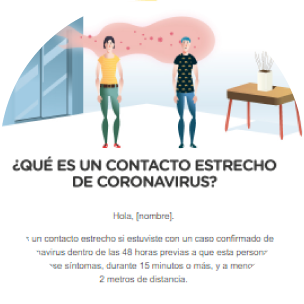 ¿QUÉ ES UN CONTACTO ESTRECHO
DE CORONAVIRUS?
Hola, [nombre].
un contacto estrecho si estuviste con un caso confirmado de
dentro de las 48 horas previas a que esta
síntomas, durante 15 minutos o más, y a
2 metros de distancia.